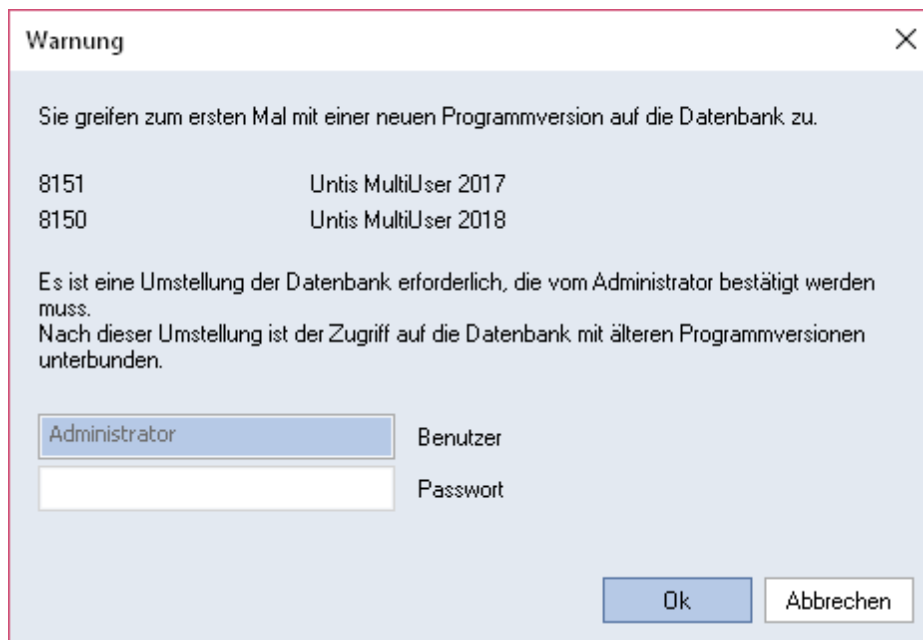 Warnung
Sie greifen zum ersten Mal mit einer neuen Programmversion auf die Datenbank zu.
8151 Untis MultiUser 2017
8150 Untis MultiUser 2018
Es ist eine Umstellung der Datenbank erforderlich, die vom Administrator bestätigt werden
muss.
Nach dieser Umstellung ist der Zugriff auf die Datenbank mit älteren Programmversionen
unterbunden.
Administrator Benutzer
Passwort
Ok Abbrechen